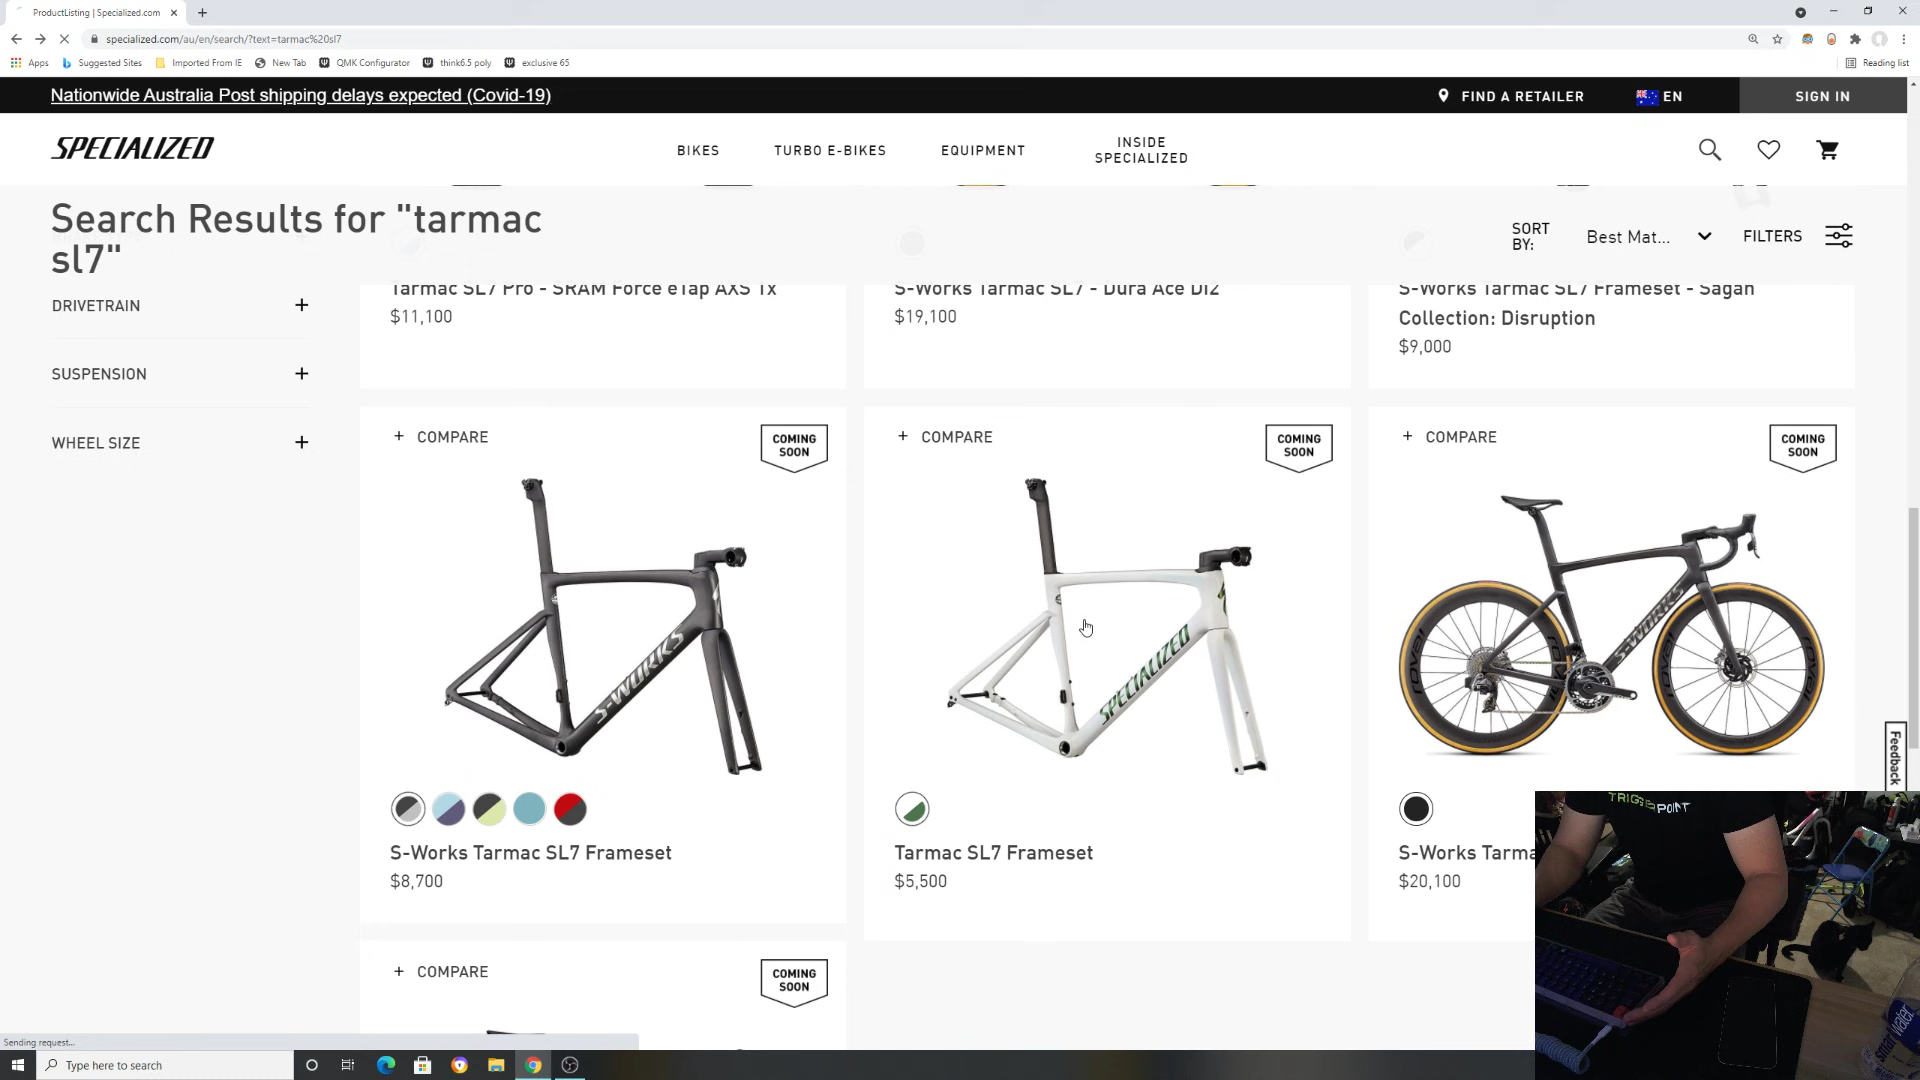 ProductListing | Specialized.com
specialized.com/au/en/search/?text=tarmac%20sl7
Apps Suggested Sites Imported From IE New Tab QMK Configurator think6.5 poly exclusive 65 Reading list
Nationwide Australia Post shipping delays expected (Covid-19) FIND A RETAILER EN SIGN IN
SPECIALIZED BIKES TURBO E-BIKES EQUIPMENT INSIDE
SPECIALIZED
Search Results for "tarmac
sl7"
SORT
BY: Best Mat... FILTERS
DRIVETRAIN +
SUSPENSION +
WHEEL SIZE +
Tarmac SL7 Pro - SRAM Force eTap AXS 1x
$11,100
S-Works Tarmac SL7 - Dura Ace Di2
$19,100
S-Works Tarmac SL7 Frameset - Sagan
Collection: Disruption
$9,000
+ COMPARE COMING
SOON
S-WORKS
S-Works Tarmac SL7 Frameset
$8,700
+ COMPARE COMING
SOON
SPECIALIZED
Tarmac SL7 Frameset
$5,500
+ COMPARE COMING
SOON
roval S-WORKS roval
S-Works Tarma
$20,100
Feedback
+ COMPARE COMING
SOON
TRIGGERPOINT
smartwater
Sending request...
Type here to search